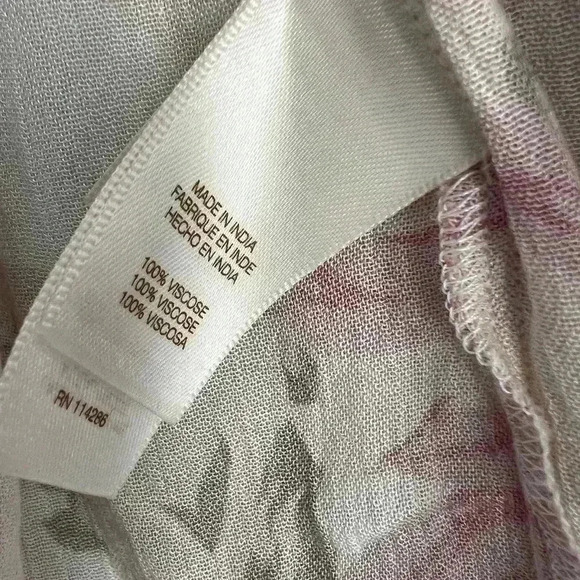 MADE IN INDIA
FABRIQUE EN INDE
HECHO EN INDIA
100% VISCOSE
100% VISCOSE
100% VISCOSA
RN 114286